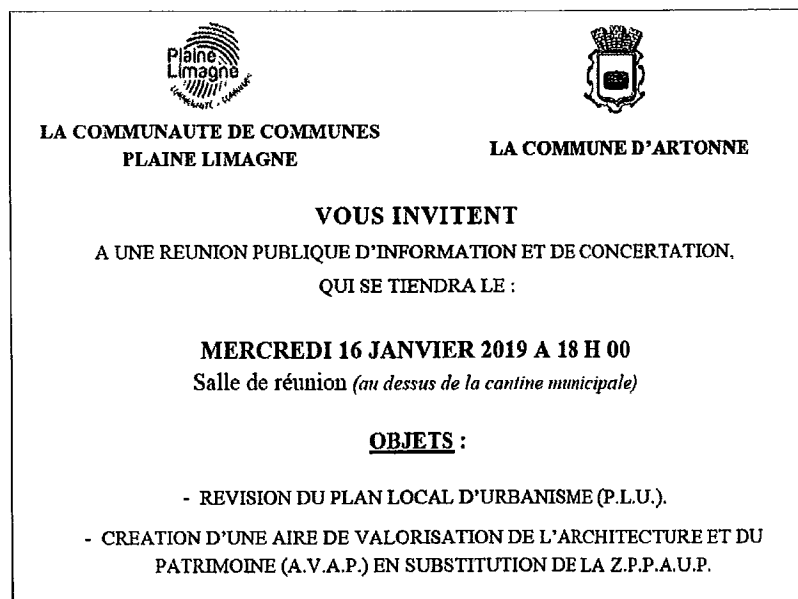 Plaine
Limagne
COMMUNAUTÉ - COMMUNES
LA COMMUNAUTE DE COMMUNES
PLAINE LIMAGNE
LA COMMUNE D'ARTONNE
VOUS INVITENT
A UNE REUNION PUBLIQUE D'INFORMATION ET DE CONCERTATION,
QUI SE TIENDRA LE :
MERCREDI 16 JANVIER 2019 A 18 H 00
Salle de réunion (au dessus de la cantine municipale)
OBJETS :
- REVISION DU PLAN LOCAL D'URBANISME (P.L.U.).
- CREATION D'UNE AIRE DE VALORISATION DE L'ARCHITECTURE ET DU
PATRIMOINE (A.V.A.P.) EN SUBSTITUTION DE LA Z.P.P.A.U.P.